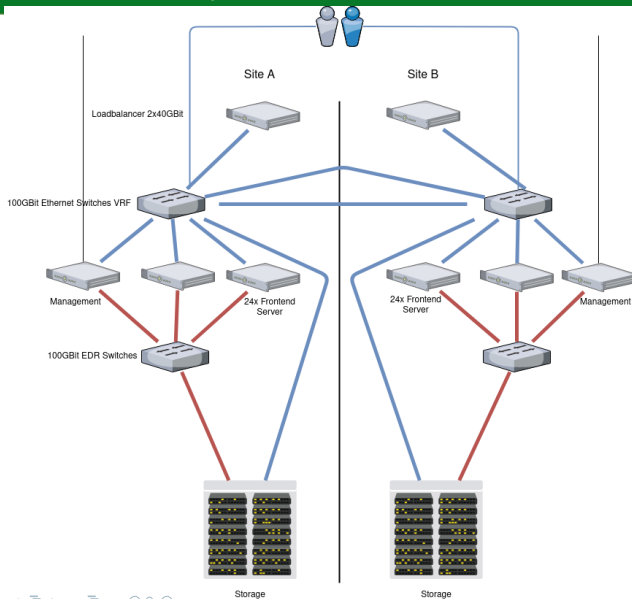 Site A
Site B
Loadbalancer 2x40GBit
100GBit Ethernet Switches VRF
Management
24x Frontend
Server
24x Frontend
Server
Management
100GBit EDR Switches
Storage
Storage